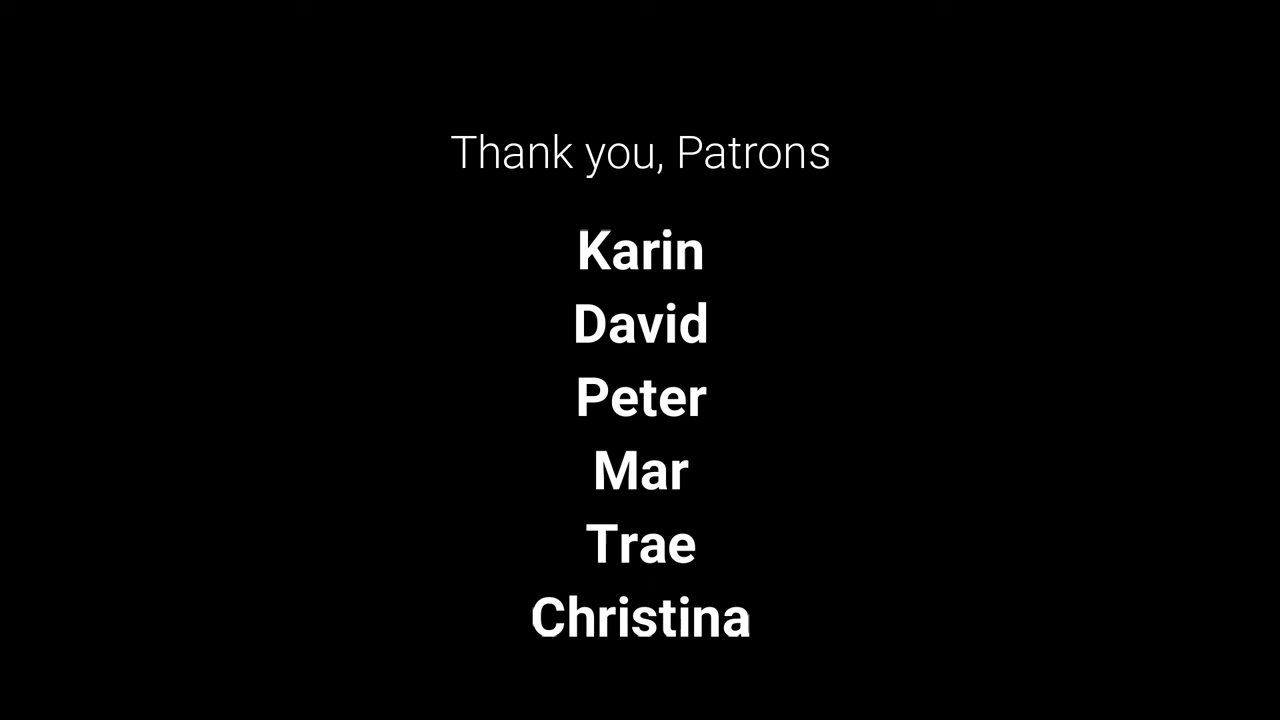 Thank you, Patrons
Karin
David
Peter
Mar
Trae
Christina